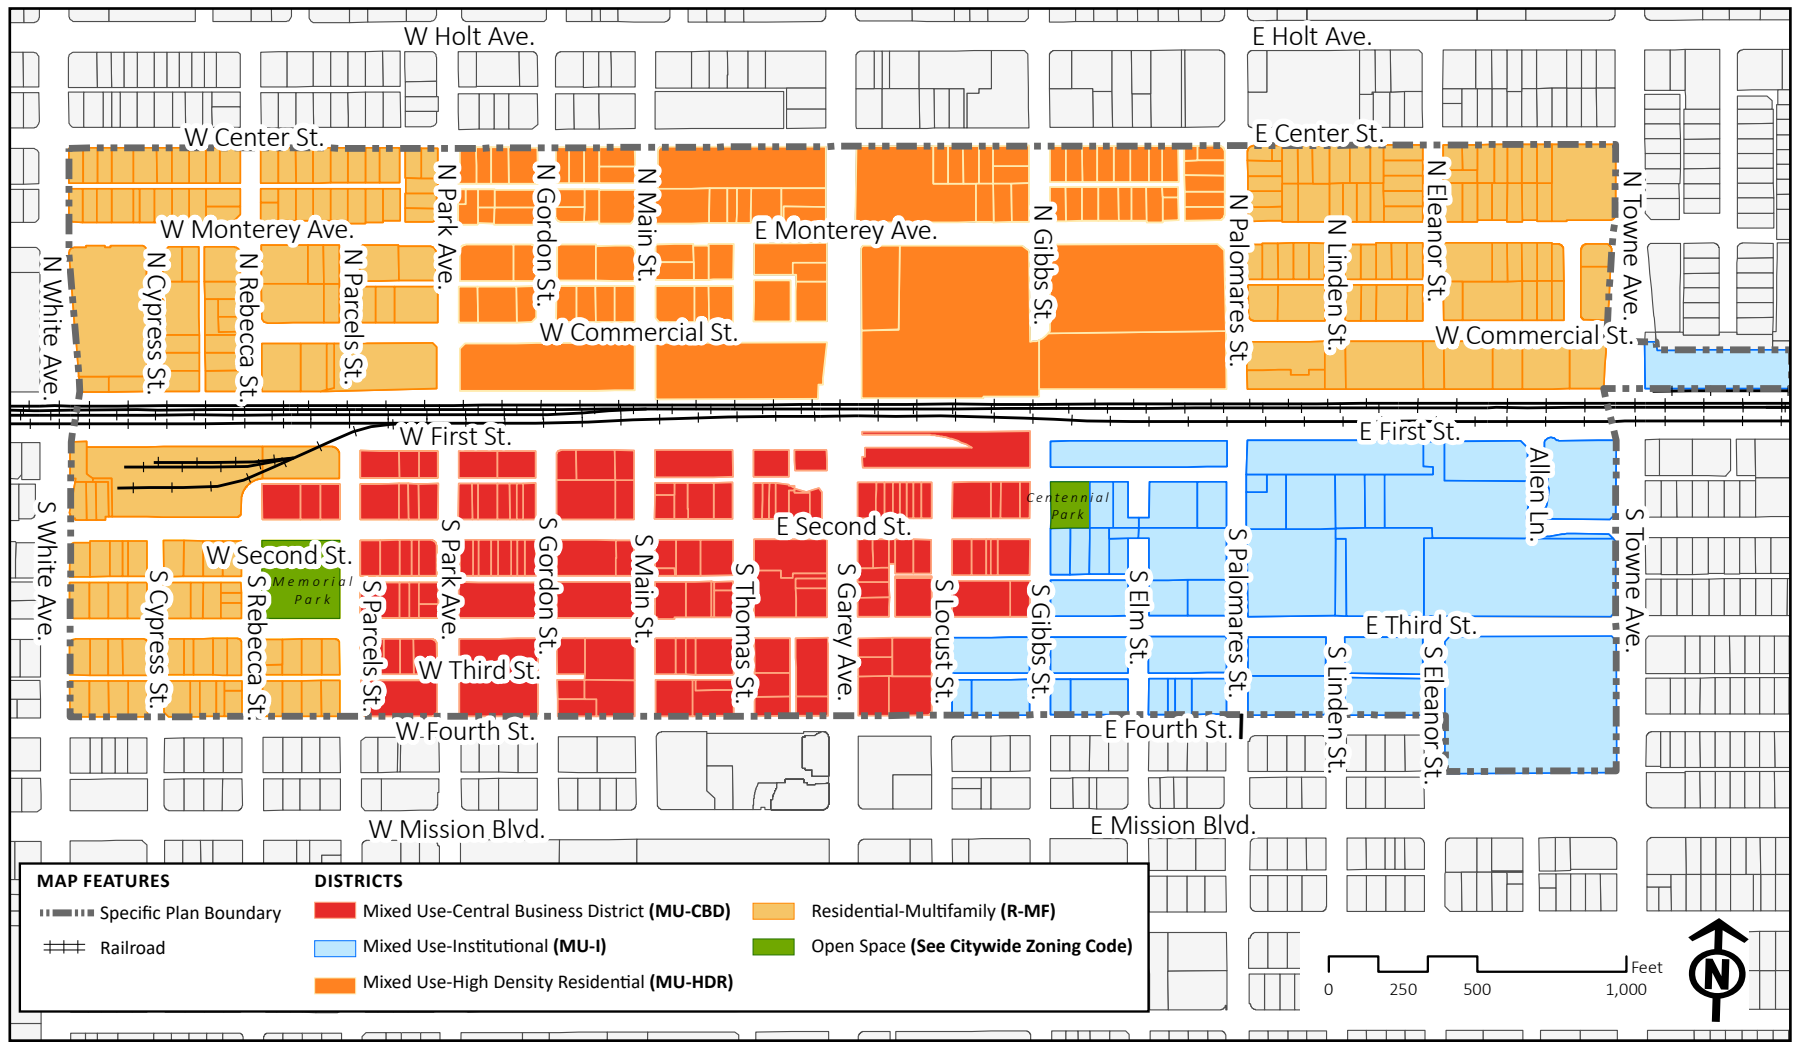 W Holt Ave.
E Holt Ave.
W Center St.
E Center St.
N Park Ave.
N Gordon St.
N Main St.
N Gibbs St.
N Palomares St.
N Linden St.
N Eleanor St.
N Towne Ave.
W Monterey Ave.
E Monterey Ave.
N White Ave.
N Cypress St.
N Rebecca St.
N Parcels St.
W Commercial St.
W Commercial St.
W First St.
E First St.
Allen Ln.
Centennial
Park
S White Ave.
S Towne Ave.
W Second St.
E Second St.
Memorial
Park
S Cypress St.
S Rebecca St.
S Parcels St.
S Park Ave.
S Gordon St.
S Main St.
S Thomas St.
S Garey Ave.
S Locust St.
S Gibbs St.
S Elm St.
S Palomares St.
S Linden St.
S Eleanor St.
E Third St.
W Third St.
W Fourth St.
E Fourth St.
W Mission Blvd.
E Mission Blvd.
MAP FEATURES
Specific Plan Boundary
Railroad
DISTRICTS
Mixed Use-Central Business District (MU-CBD)
Mixed Use-Institutional (MU-I)
Mixed Use-High Density Residential (MU-HDR)
Residential-Multifamily (R-MF)
Open Space (See Citywide Zoning Code)
Feet
0 250 500 1,000
N